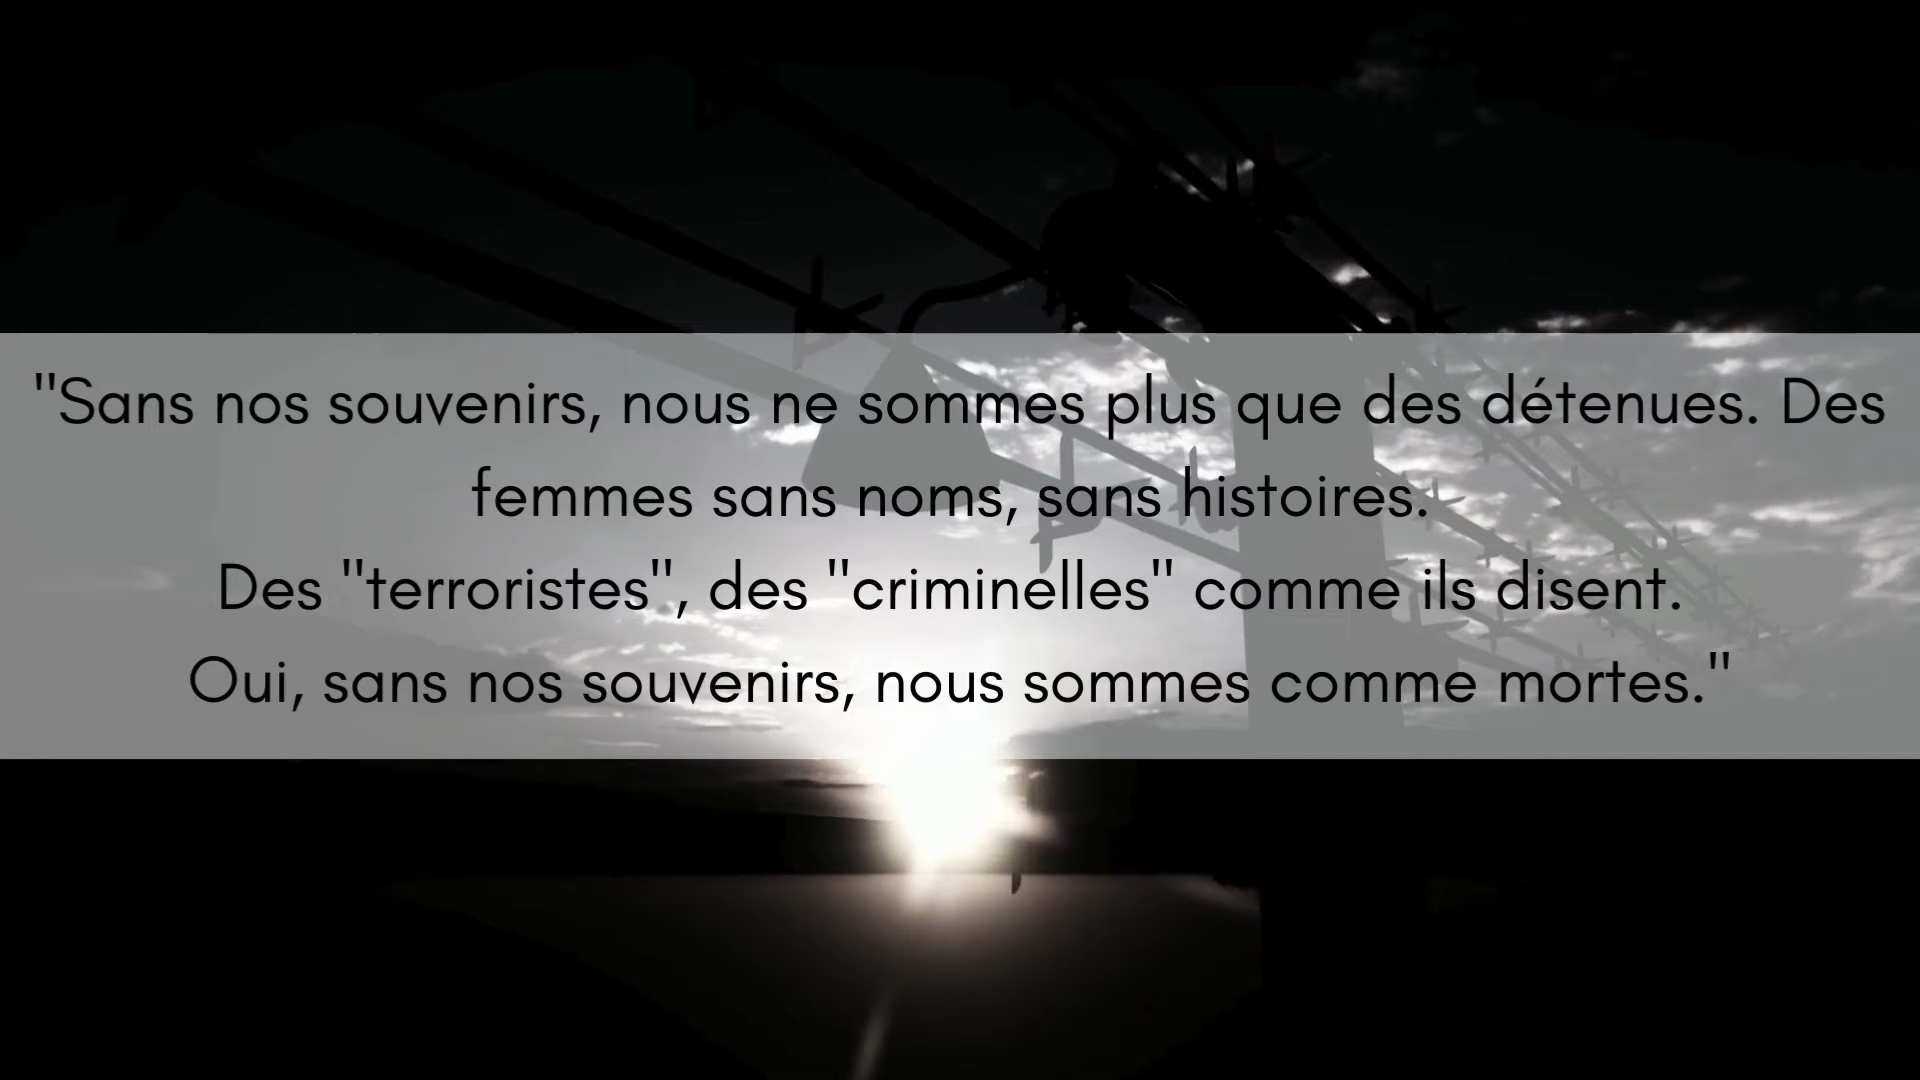 "Sans nos souvenirs, nous ne sommes plus que des détenues. Des
femmes sans noms, sans histoires.
Des "terroristes", des "criminelles" comme ils disent.
Oui, sans nos souvenirs, nous sommes comme mortes."